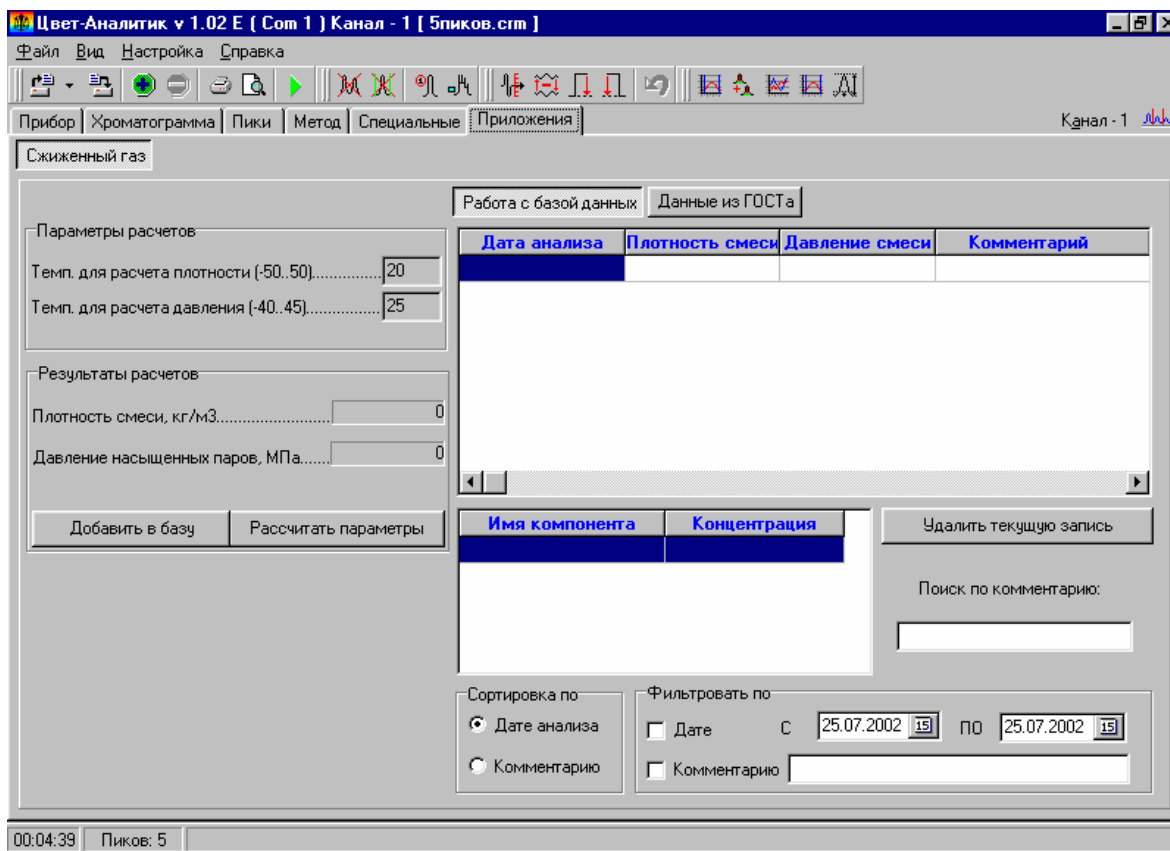 Цвет-Аналитик v 1.02 E ( Com 1 ) Канал - 1 [ 5пиков.crm ]
Файл Вид Настройка Справка
Прибор Хроматограмма Пики Метод Специальные Приложения Канал - 1
Сжиженный газ
Работа с базой данных Данные из ГОСТа
Параметры расчетов
Темп. для расчета плотности (-50..50)................ 20
Темп. для расчета давления (-40..45)................. 25
Результаты расчетов
Плотность смеси, кг/м3.......................... 0
Давление насыщенных паров, МПа....... 0
Добавить в базу Рассчитать параметры
Дата анализа Плотность смеси Давление смеси Комментарий
Имя компонента Концентрация
Удалить текущую запись
Поиск по комментарию:
Сортировка по
Дате анализа
Комментарию
Фильтровать по
Дате С 25.07.2002 15 ПО 25.07.2002 15
Комментарию
00:04:39 Пиков: 5